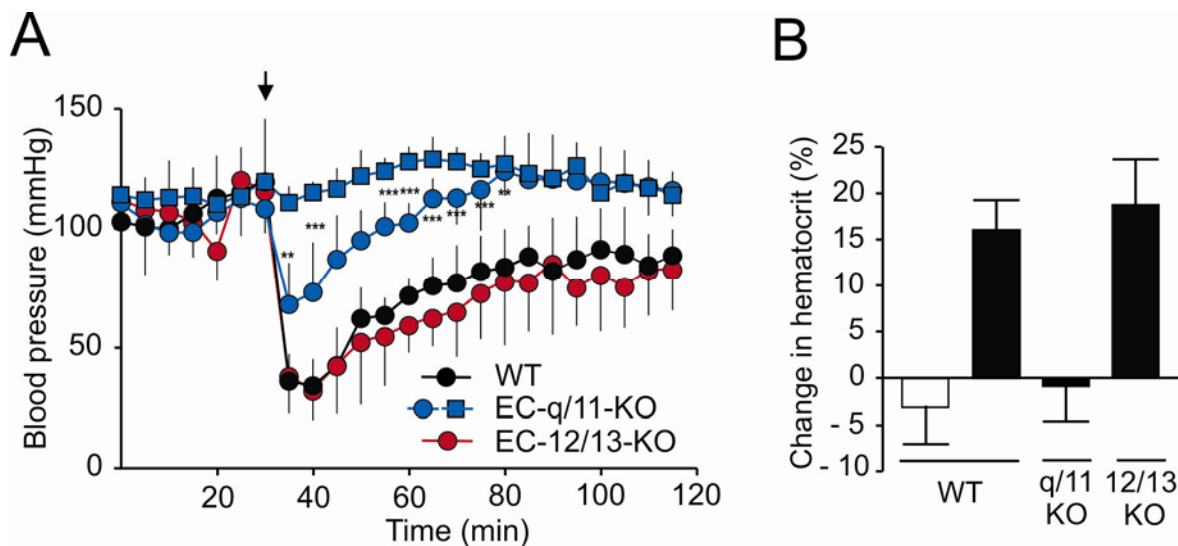 A
Blood pressure (mmHg)
150
100
50
0
20
40
60
80
100
120
Time (min)
**
***
***
***
***
***
***
**
WT
EC-q/11-KO
EC-12/13-KO
B
Change in hematocrit (%)
25
20
15
10
5
0
- 5
- 10
WT
q/11
KO
12/13
KO